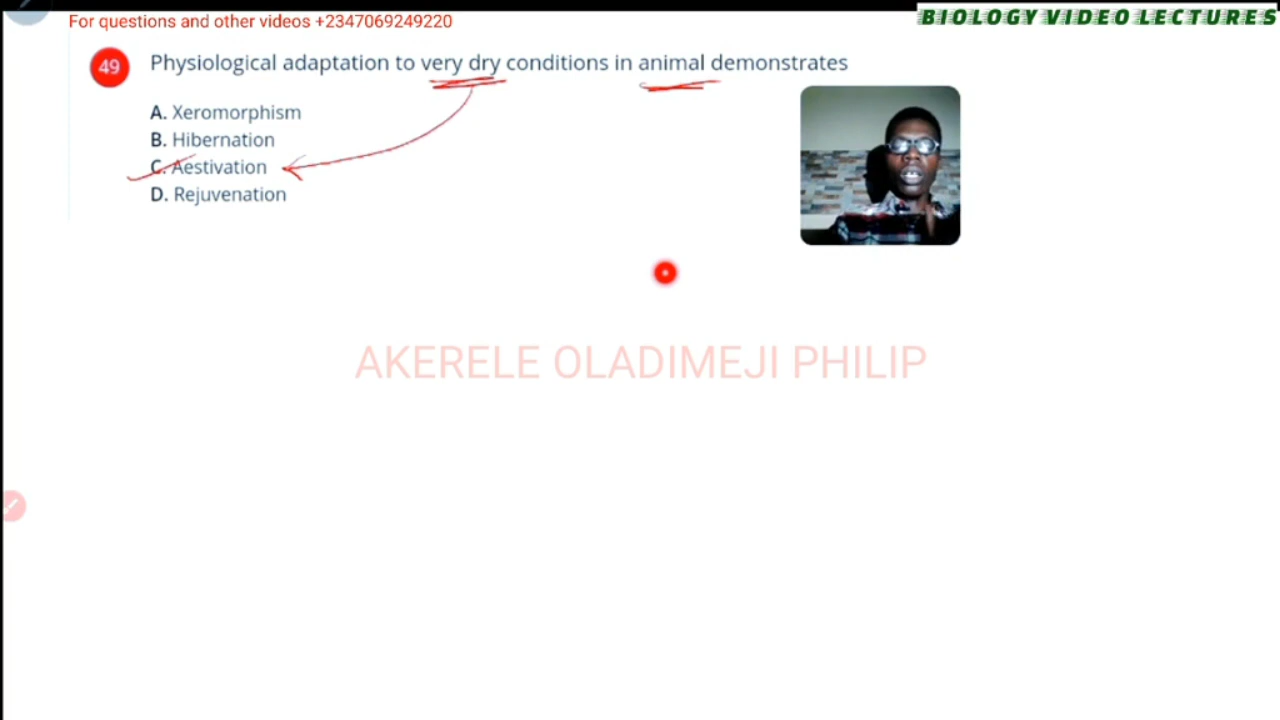 For questions and other videos +2347069249220
BIOLOGY VIDEO LECTURES
49 Physiological adaptation to very dry conditions in animal demonstrates
A. Xeromorphism
B. Hibernation
C. Aestivation
D. Rejuvenation
AKERELE OLADIMEJI PHILIP